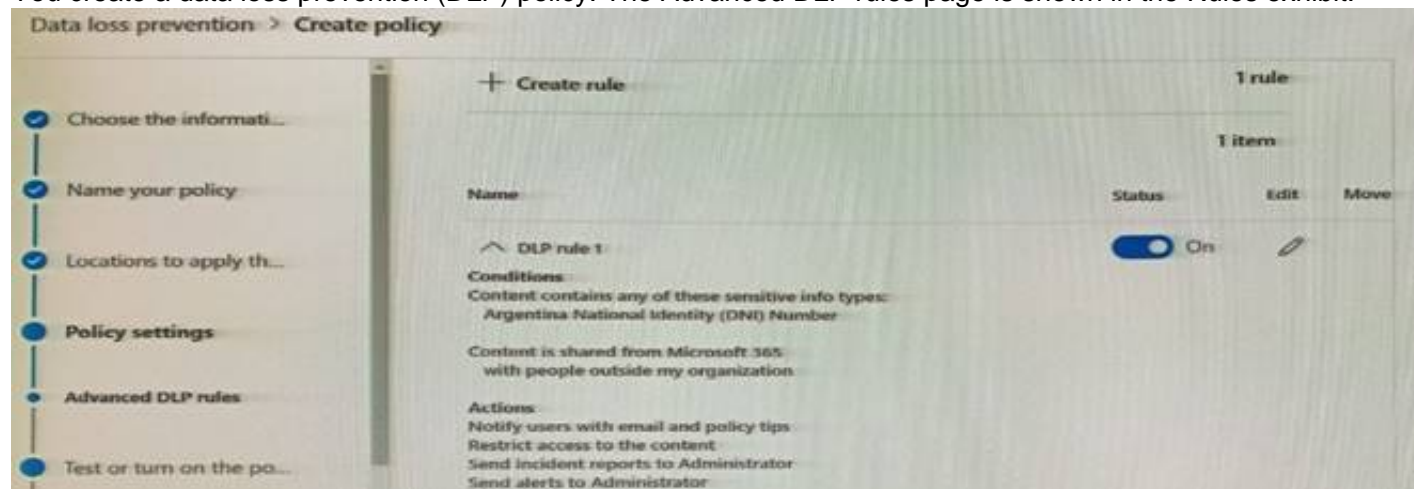 You create a data loss prevention (DLP) policy. The Advanced DLP rules page is shown in the Rules exhibit.
Data loss prevention > Create policy
+ Create rule
1 rule
Choose the informati...
1 item
Name your policy
Name
Status
Edit
Move
DLP rule 1
On
Locations to apply th...
Conditions
Content contains any of these sensitive info types:
Argentina National Identity (DNI) Number
Policy settings
Content is shared from Microsoft 365
with people outside my organization
Advanced DLP rules
Actions
Notify users with email and policy tips
Restrict access to the content
Send incident reports to Administrator
Test or turn on the po...
Send alerts to Administrator